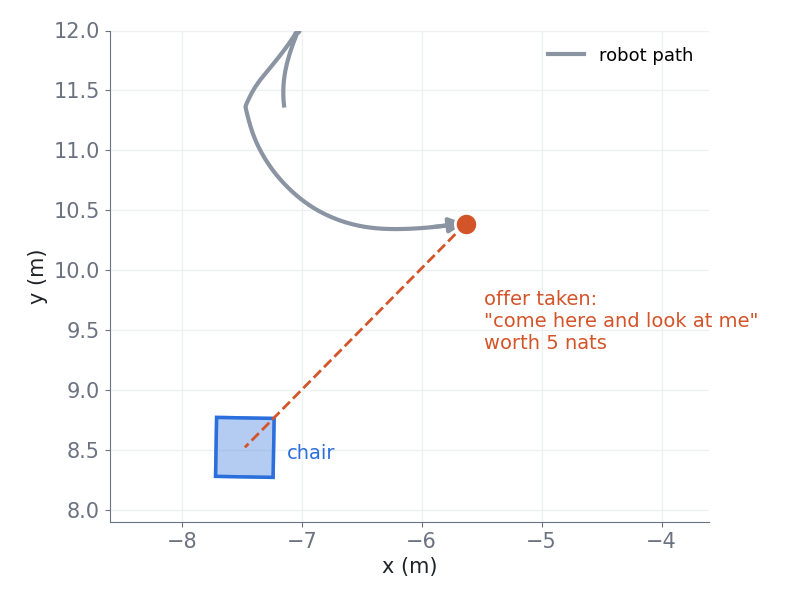 12.0
11.5
11.0
10.5
10.0
9.5
9.0
8.5
8.0
y (m)
robot path
offer taken:
"come here and look at me"
worth 5 nats
chair
−8
−7
−6
−5
−4
x (m)